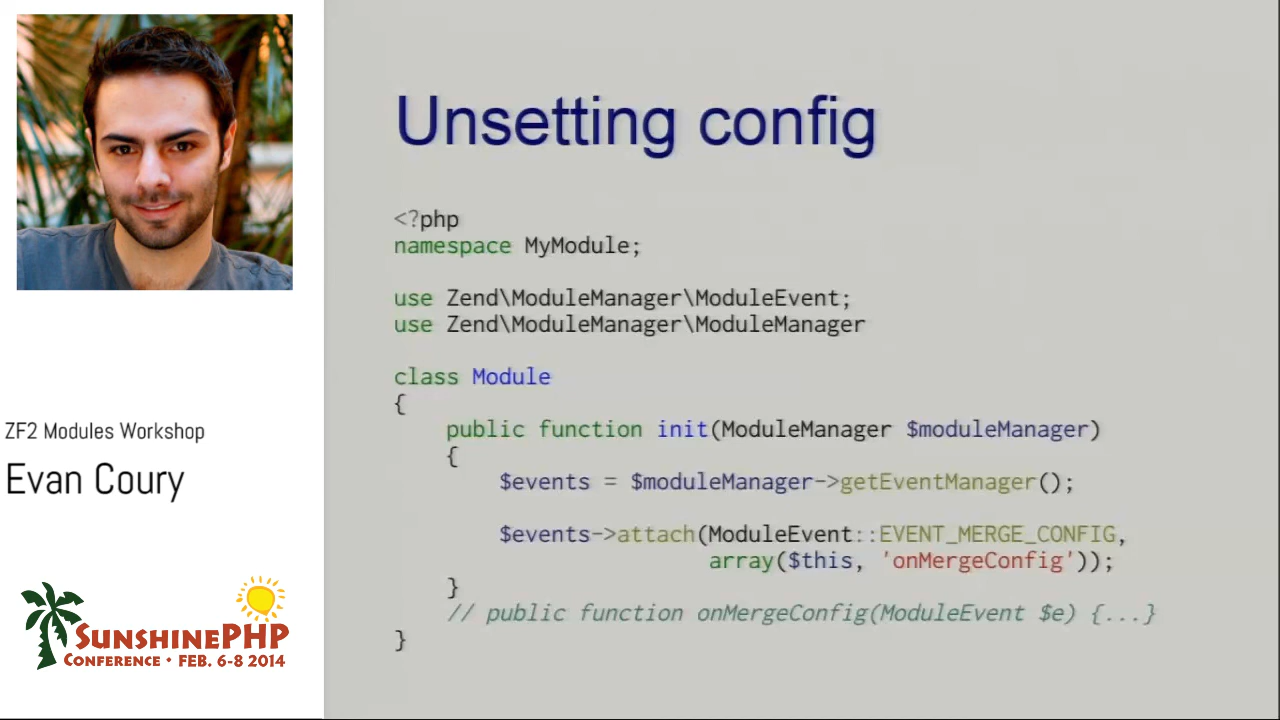 Unsetting config
<?php
namespace MyModule;
use Zend\ModuleManager\ModuleEvent;
use Zend\ModuleManager\ModuleManager
class Module
{
    public function init(ModuleManager $moduleManager)
    {
        $events = $moduleManager->getEventManager();
        $events->attach(ModuleEvent::EVENT_MERGE_CONFIG,
                        array($this, 'onMergeConfig'));
    }
    // public function onMergeConfig(ModuleEvent $e) {...}
}
ZF2 Modules Workshop
Evan Coury
SUNSHINEPHP
CONFERENCE • FEB. 6-8 2014